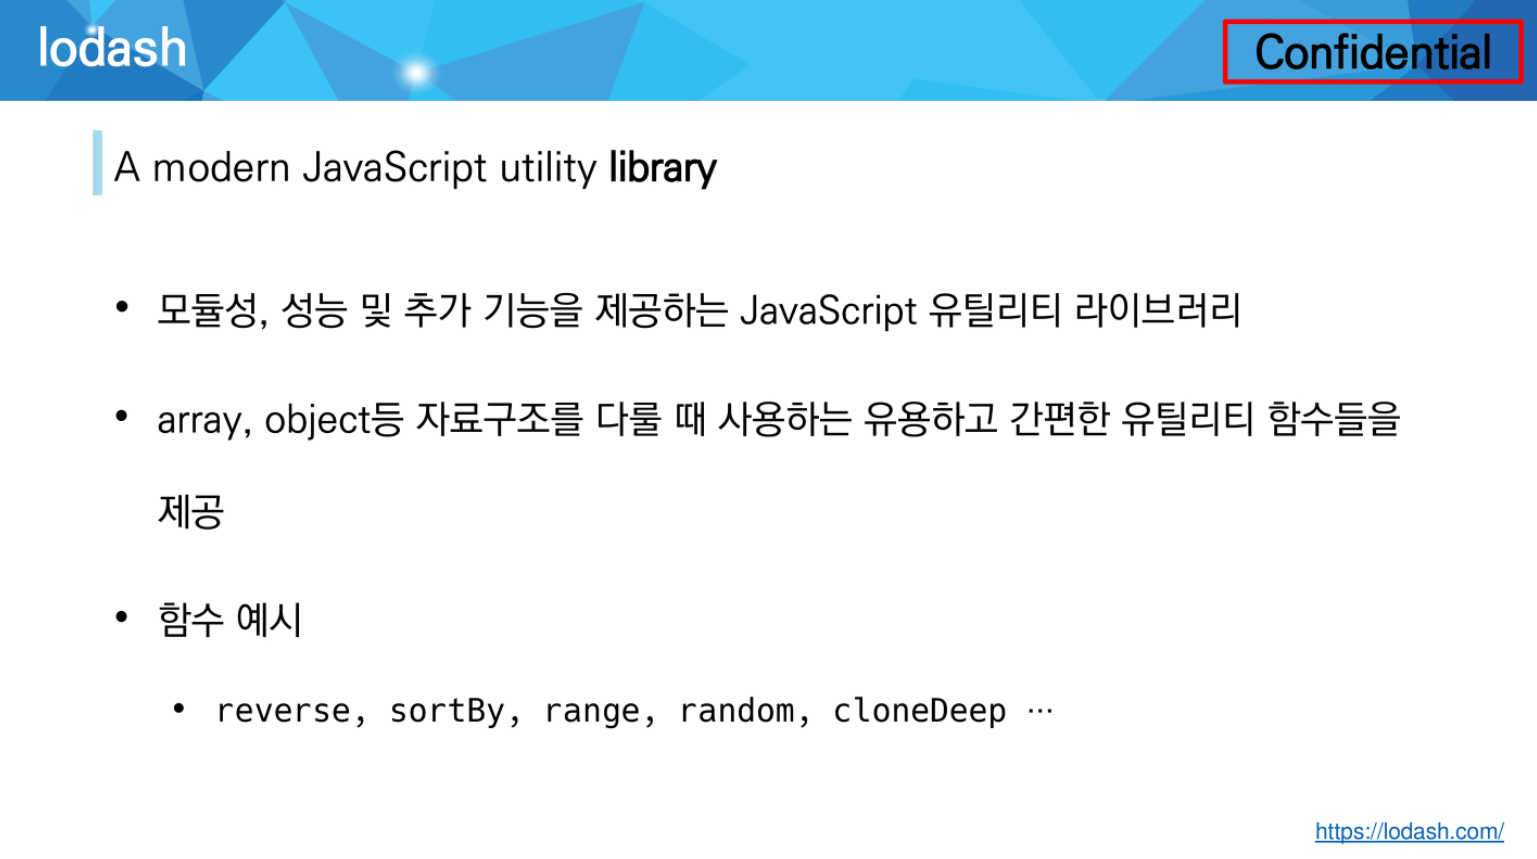 lodash
Confidential
A modern JavaScript utility library
• 모듈성, 성능 및 추가 기능을 제공하는 JavaScript 유틸리티 라이브러리
• array, object등 자료구조를 다룰 때 사용하는 유용하고 간편한 유틸리티 함수들을
제공
• 함수 예시
• reverse, sortBy, range, random, cloneDeep ⋯
https://lodash.com/